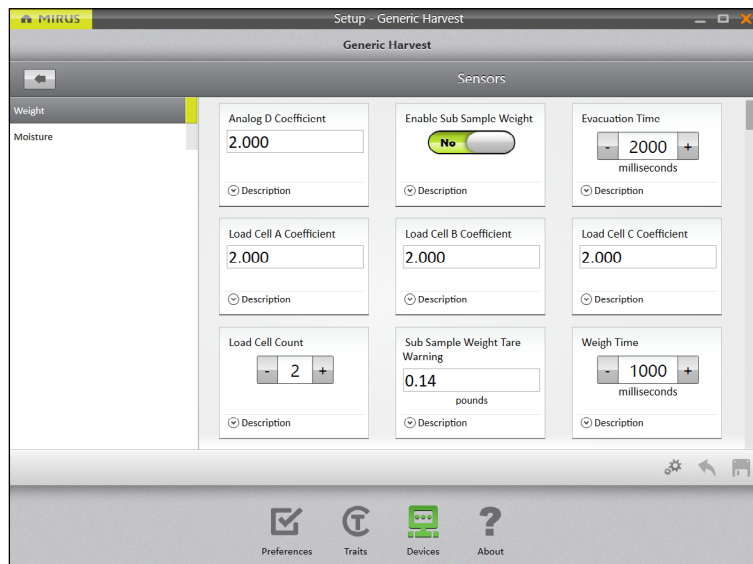 MIRUS
Setup - Generic Harvest
Generic Harvest
Sensors
Weight
Moisture
Analog D Coefficient
2.000
Description
Enable Sub Sample Weight
No
Description
Evacuation Time
- 2000 +
milliseconds
Description
Load Cell A Coefficient
2.000
Description
Load Cell B Coefficient
2.000
Description
Load Cell C Coefficient
2.000
Description
Load Cell Count
- 2 +
Description
Sub Sample Weight Tare
Warning
0.14
pounds
Description
Weigh Time
- 1000 +
milliseconds
Description
Preferences
Traits
Devices
About